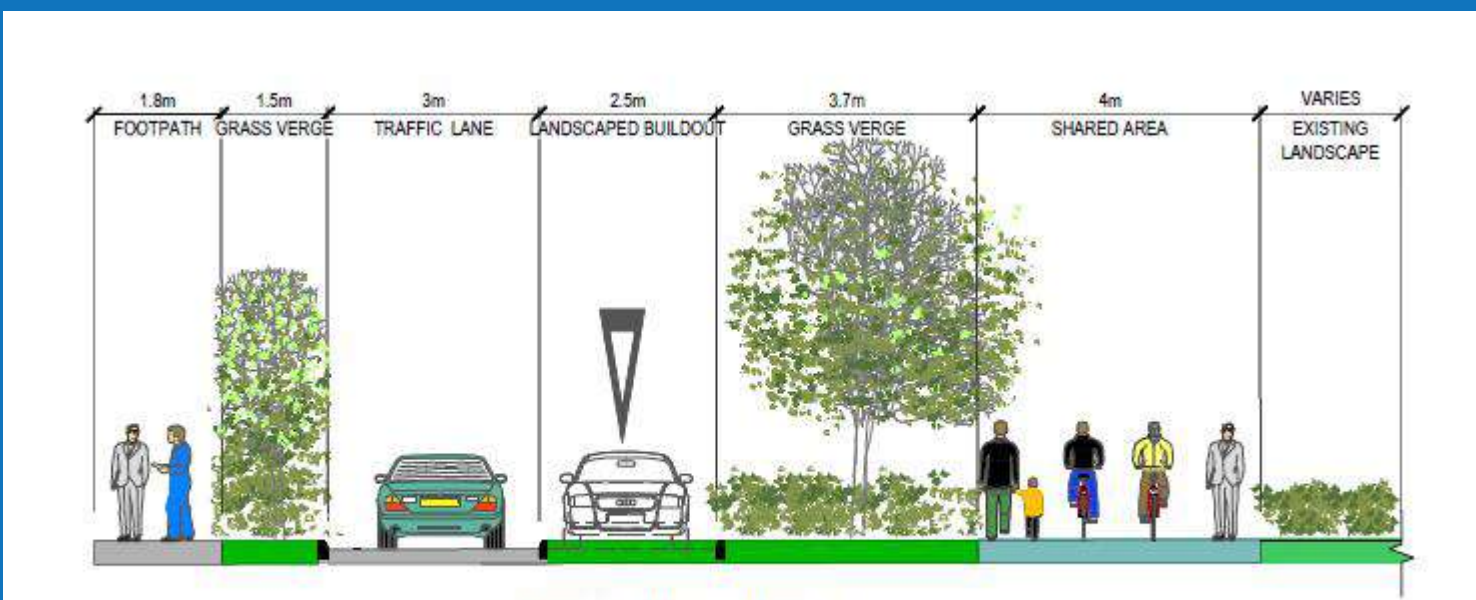 1.8m 1.5m 3m 2.5m 3.7m 4m VARIES
FOOTPATH GRASS VERGE TRAFFIC LANE LANDSCAPED BUILDOUT GRASS VERGE SHARED AREA EXISTING
LANDSCAPE